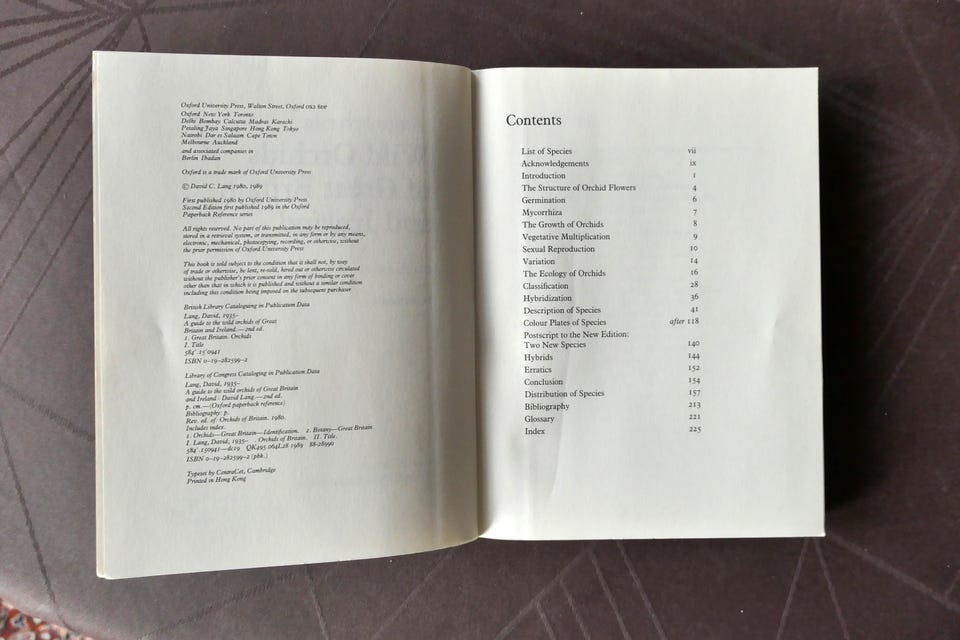 Oxford University Press, Walton Street, Oxford OX2 6DP
Oxford New York Toronto
Delhi Bombay Calcutta Madras Karachi
Petaling Jaya Singapore Hong Kong Tokyo
Nairobi Dar es Salaam Cape Town
Melbourne Auckland
and associated companies in
Berlin Ibadan
Oxford is a trade mark of Oxford University Press
© David C. Lang 1980, 1989
First published 1980 by Oxford University Press
Second Edition first published 1989 in the Oxford
Paperback Reference series
All rights reserved. No part of this publication may be reproduced,
stored in a retrieval system, or transmitted, in any form or by any means,
electronic, mechanical, photocopying, recording, or otherwise, without
the prior permission of Oxford University Press
This book is sold subject to the condition that it shall not, by way
of trade or otherwise, be lent, re-sold, hired out or otherwise circulated
without the publisher's prior consent in any form of binding or cover
other than that in which it is published and without a similar condition
including this condition being imposed on the subsequent purchaser
British Library Cataloguing in Publication Data
Lang, David, 1935–
A guide to the wild orchids of Great
Britain and Ireland.—2nd ed.
1. Great Britain. Orchids
I. Title
584'.15'0941
ISBN 0–19–282599–2
Library of Congress Cataloging in Publication Data
Lang, David, 1935–
A guide to the wild orchids of Great Britain
and Ireland / David Lang.—2nd ed.
p. cm.—(Oxford paperback reference)
Bibliography: p.
Rev. ed. of: Orchids of Britain. 1980.
Includes index.
1. Orchids—Great Britain—Identification. 2. Botany—Great Britain.
I. Lang, David, 1935– . Orchids of Britain. II. Title.
584'.150941—dc19 QK495.064L28 1989 88-28990
ISBN 0–19–282599–2 (pbk.)
Typeset by CentraCet, Cambridge
Printed in Hong Kong
Contents
List of Species vii
Acknowledgements ix
Introduction 1
The Structure of Orchid Flowers 4
Germination 6
Mycorrhiza 7
The Growth of Orchids 8
Vegetative Multiplication 9
Sexual Reproduction 10
Variation 14
The Ecology of Orchids 16
Classification 28
Hybridization 36
Description of Species 41
Colour Plates of Species after 118
Postscript to the New Edition:
Two New Species 140
Hybrids 144
Erratics 152
Conclusion 154
Distribution of Species 157
Bibliography 213
Glossary 221
Index 225